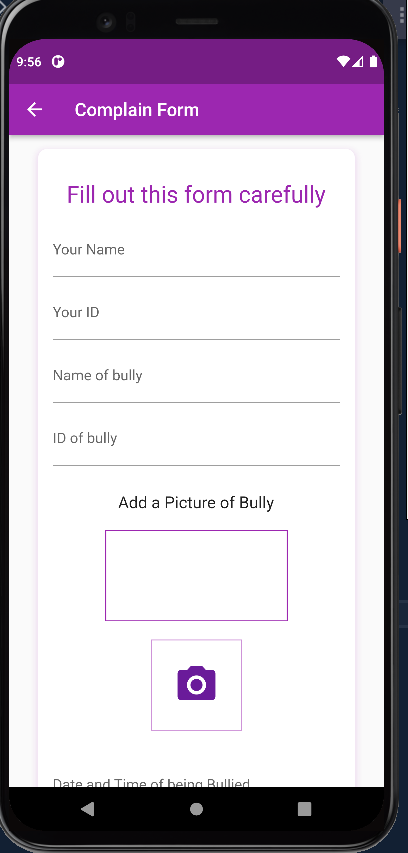 9:56
Complain Form
Fill out this form carefully
Your Name
Your ID
Name of bully
ID of bully
Add a Picture of Bully
Date and Time of being Bullied